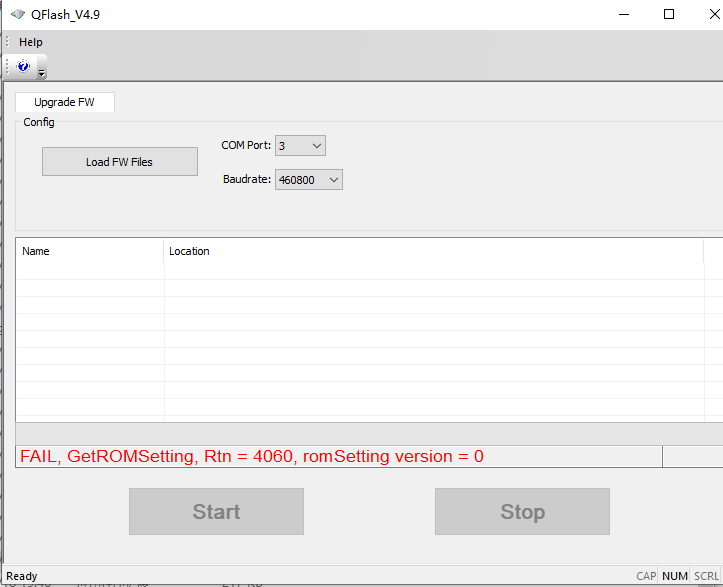 QFlash_V4.9
Help
Upgrade FW
Config
Load FW Files
COM Port: 3
Baudrate: 460800
Name Location
FAIL, GetROMSetting, Rtn = 4060, romSetting version = 0
Start Stop
Ready CAP NUM SCRL